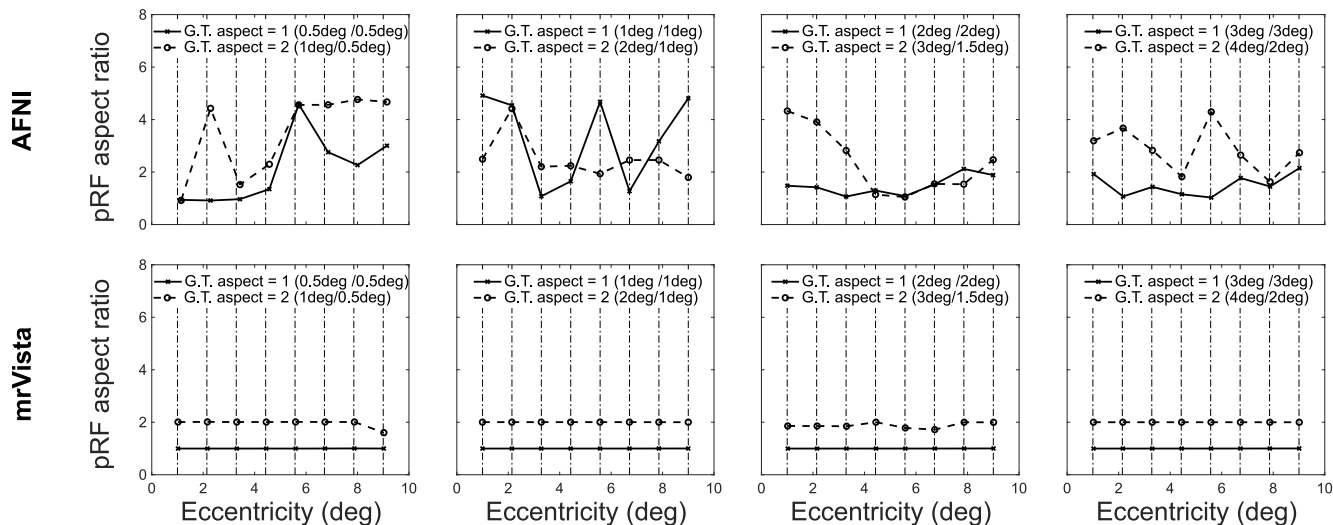 AFNI
pRF aspect ratio
8
6
4
2
0
G.T. aspect = 1 (0.5deg /0.5deg)
G.T. aspect = 2 (1deg/0.5deg)
G.T. aspect = 1 (1deg /1deg)
G.T. aspect = 2 (2deg/1deg)
G.T. aspect = 1 (2deg /2deg)
G.T. aspect = 2 (3deg/1.5deg)
G.T. aspect = 1 (3deg /3deg)
G.T. aspect = 2 (4deg/2deg)
mrVista
pRF aspect ratio
8
6
4
2
0
G.T. aspect = 1 (0.5deg /0.5deg)
G.T. aspect = 2 (1deg/0.5deg)
G.T. aspect = 1 (1deg /1deg)
G.T. aspect = 2 (2deg/1deg)
G.T. aspect = 1 (2deg /2deg)
G.T. aspect = 2 (3deg/1.5deg)
G.T. aspect = 1 (3deg /3deg)
G.T. aspect = 2 (4deg/2deg)
0 2 4 6 8 10
0 2 4 6 8 10
0 2 4 6 8 10
0 2 4 6 8 10
Eccentricity (deg)
Eccentricity (deg)
Eccentricity (deg)
Eccentricity (deg)